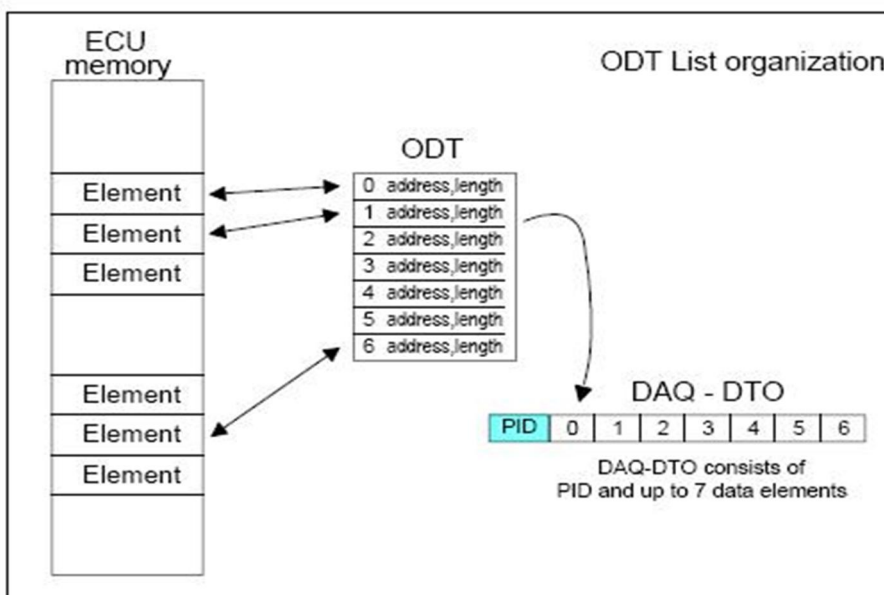 ECU
memory
ODT List organization
Element
Element
Element
Element
Element
Element
ODT
0 address,length
1 address,length
2 address,length
3 address,length
4 address,length
5 address,length
6 address,length
DAQ - DTO
PID 0 1 2 3 4 5 6
DAQ-DTO consists of
PID and up to 7 data elements